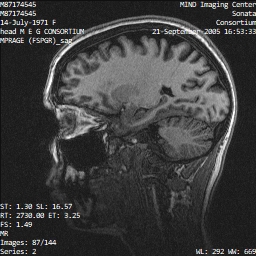 M87174545
M87174545
14-July-1971 F
head M E G CONSORTIUM
MPRAGE (FSPGR)_sag
MIND Imaging Center
Sonata
Consortium
21-September-2005 16:53:33
ST: 1.30 SL: 16.57
RT: 2730.00 ET: 3.25
FS: 1.49
MR
Images: 87/144
Series: 2
WL: 292 WW: 669